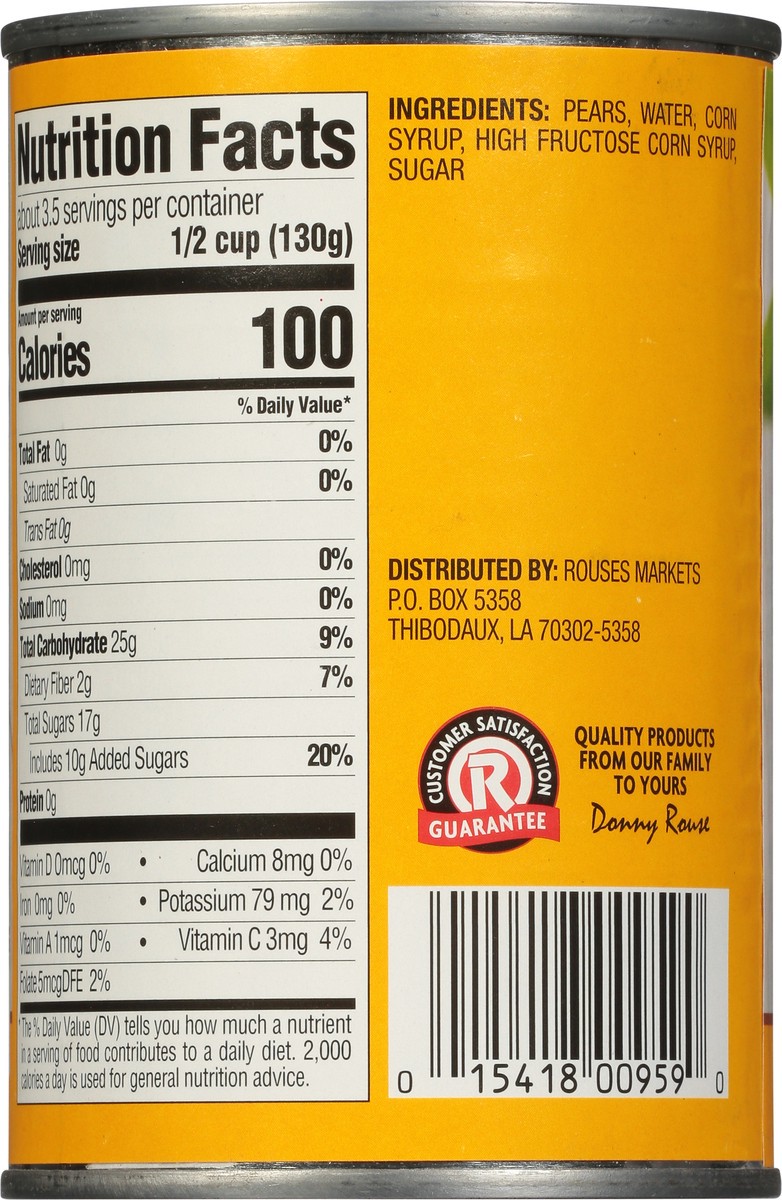 Nutrition Facts
about 3.5 servings per container
Serving size 1/2 cup (130g)
Amount per serving
Calories 100
% Daily Value*
Total Fat 0g 0%
Saturated Fat 0g 0%
Trans Fat 0g
Cholesterol 0mg 0%
Sodium 0mg 0%
Total Carbohydrate 25g 9%
Dietary Fiber 2g 7%
Total Sugars 17g
Includes 10g Added Sugars 20%
Protein 0g
Vitamin D 0mcg 0% • Calcium 8mg 0%
Iron 0mg 0% • Potassium 79 mg 2%
Vitamin A 1mcg 0% • Vitamin C 3mg 4%
Folate 5mcgDFE 2%
*The % Daily Value (DV) tells you how much a nutrient
in a serving of food contributes to a daily diet. 2,000
calories a day is used for general nutrition advice.
INGREDIENTS: PEARS, WATER, CORN
SYRUP, HIGH FRUCTOSE CORN SYRUP,
SUGAR
DISTRIBUTED BY: ROUSES MARKETS
P.O. BOX 5358
THIBODAUX, LA 70302-5358
CUSTOMER SATISFACTION
R
GUARANTEE
QUALITY PRODUCTS
FROM OUR FAMILY
TO YOURS
Donny Rouse
0 15418 00959 0